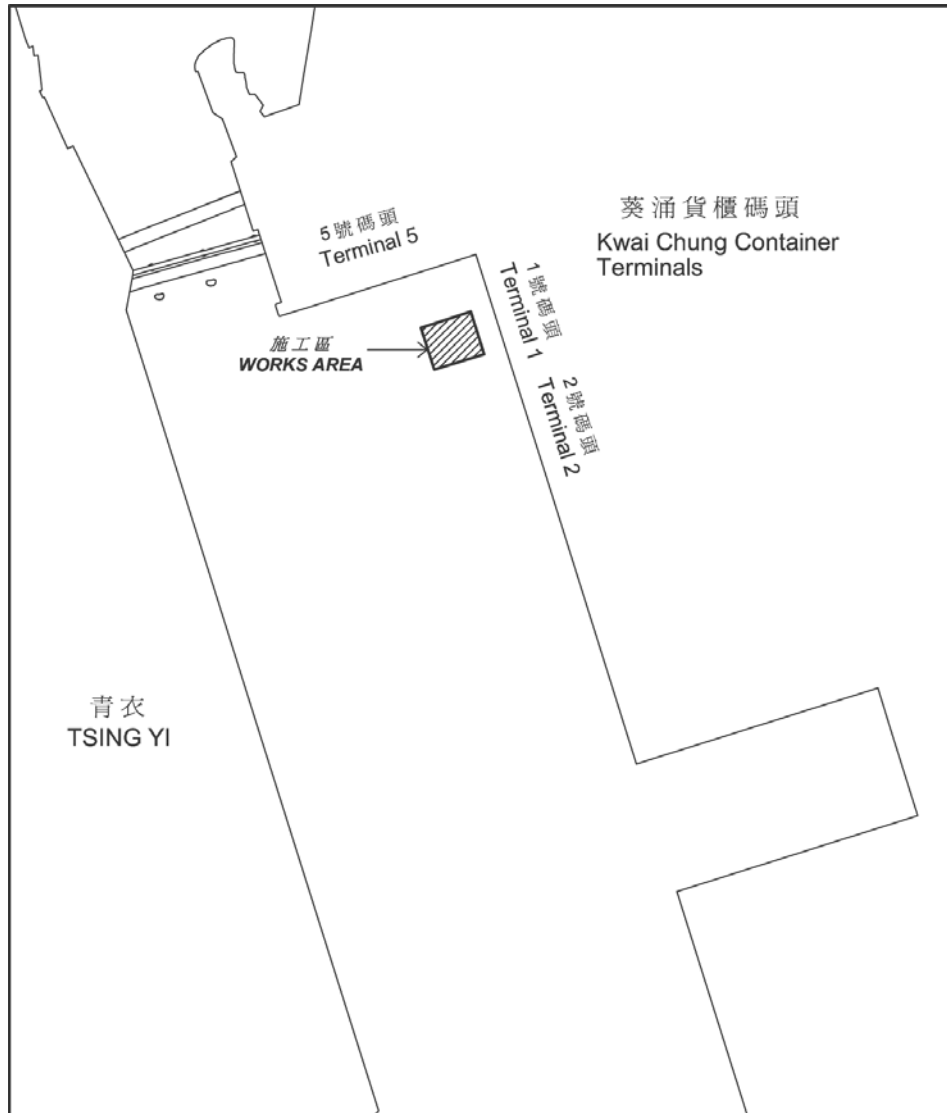 葵涌貨櫃碼頭
Kwai Chung Container
Terminals
5號碼頭
Terminal 5
1號碼頭
Terminal 1
施工區
WORKS AREA
2號碼頭
Terminal 2
青衣
TSING YI